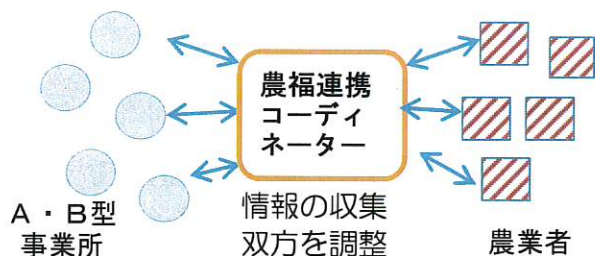 農福連携
コーディ
ネーター
A・B型
事業所
情報の収集
双方を調整
農業者